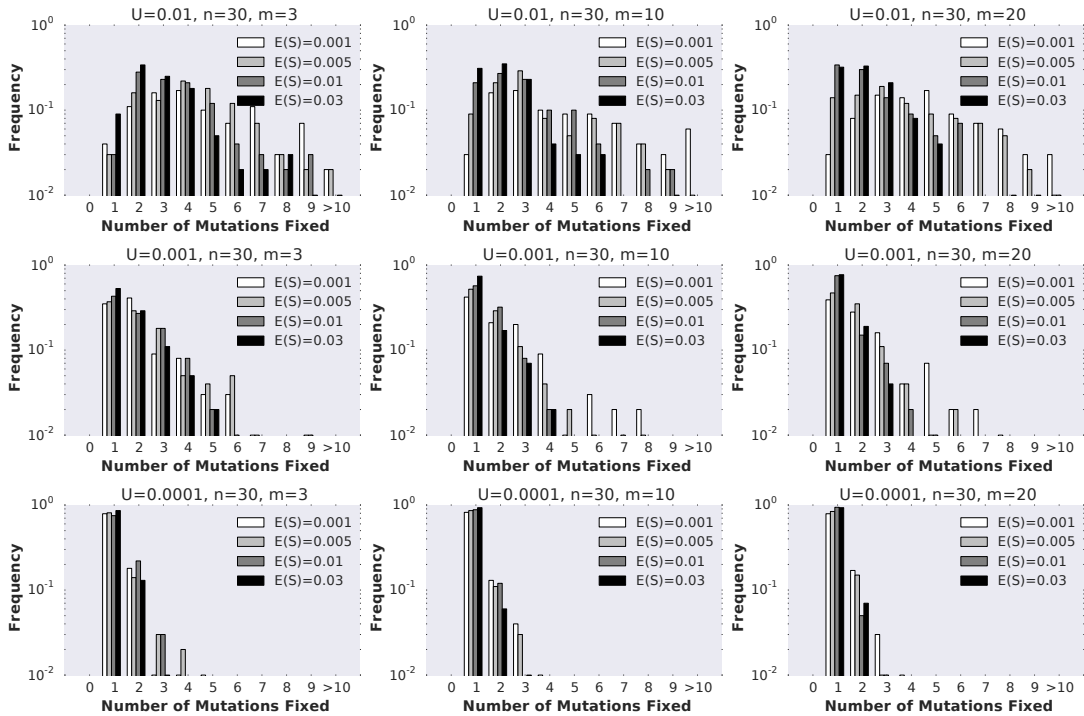 U=0.01, n=30, m=3
U=0.01, n=30, m=10
U=0.01, n=30, m=20
Frequency
10^0
10^-1
10^-2
E(S)=0.001
E(S)=0.005
E(S)=0.01
E(S)=0.03
0 1 2 3 4 5 6 7 8 9 >10
Number of Mutations Fixed
Frequency
10^0
10^-1
10^-2
E(S)=0.001
E(S)=0.005
E(S)=0.01
E(S)=0.03
0 1 2 3 4 5 6 7 8 9 >10
Number of Mutations Fixed
Frequency
10^0
10^-1
10^-2
E(S)=0.001
E(S)=0.005
E(S)=0.01
E(S)=0.03
0 1 2 3 4 5 6 7 8 9 >10
Number of Mutations Fixed
U=0.001, n=30, m=3
U=0.001, n=30, m=10
U=0.001, n=30, m=20
Frequency
10^0
10^-1
10^-2
E(S)=0.001
E(S)=0.005
E(S)=0.01
E(S)=0.03
0 1 2 3 4 5 6 7 8 9 >10
Number of Mutations Fixed
Frequency
10^0
10^-1
10^-2
E(S)=0.001
E(S)=0.005
E(S)=0.01
E(S)=0.03
0 1 2 3 4 5 6 7 8 9 >10
Number of Mutations Fixed
Frequency
10^0
10^-1
10^-2
E(S)=0.001
E(S)=0.005
E(S)=0.01
E(S)=0.03
0 1 2 3 4 5 6 7 8 9 >10
Number of Mutations Fixed
U=0.0001, n=30, m=3
U=0.0001, n=30, m=10
U=0.0001, n=30, m=20
Frequency
10^0
10^-1
10^-2
E(S)=0.001
E(S)=0.005
E(S)=0.01
E(S)=0.03
0 1 2 3 4 5 6 7 8 9 >10
Number of Mutations Fixed
Frequency
10^0
10^-1
10^-2
E(S)=0.001
E(S)=0.005
E(S)=0.01
E(S)=0.03
0 1 2 3 4 5 6 7 8 9 >10
Number of Mutations Fixed
Frequency
10^0
10^-1
10^-2
E(S)=0.001
E(S)=0.005
E(S)=0.01
E(S)=0.03
0 1 2 3 4 5 6 7 8 9 >10
Number of Mutations Fixed